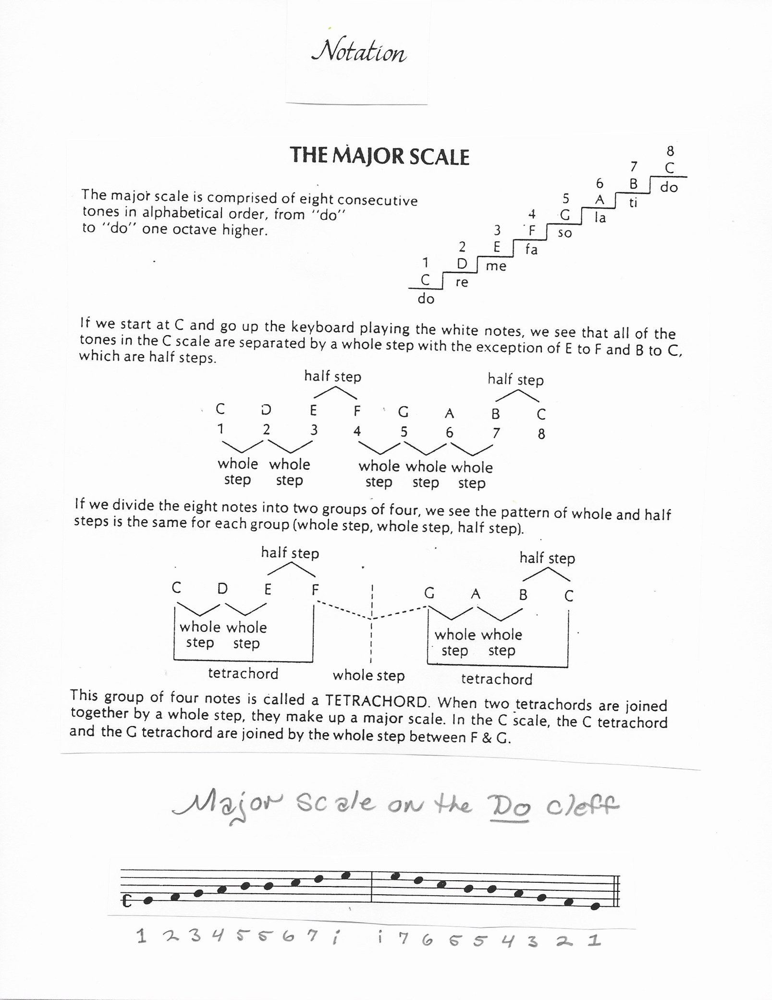 Notation
THE MAJOR SCALE
The major scale is comprised of eight consecutive
tones in alphabetical order, from "do"
to "do" one octave higher.
8
7 C
6 B do
5 A ti
4 G la
3 F so
2 E fa
1 D me
C re
do
If we start at C and go up the keyboard playing the white notes, we see that all of the
tones in the C scale are separated by a whole step with the exception of E to F and B to C,
which are half steps.
half step half step
C D E F G A B C
1 2 3 4 5 6 7 8
whole whole whole whole whole
step step step step step
If we divide the eight notes into two groups of four, we see the pattern of whole and half
steps is the same for each group (whole step, whole step, half step).
half step half step
C D E F G A B C
whole whole whole whole
step step step step
tetrachord whole step tetrachord
This group of four notes is called a TETRACHORD. When two tetrachords are joined
together by a whole step, they make up a major scale. In the C scale, the C tetrachord
and the G tetrachord are joined by the whole step between F & G.
Major Scale on the Do Cleff
1 2 3 4 5 5 6 7 i i 7 6 5 5 4 3 2 1